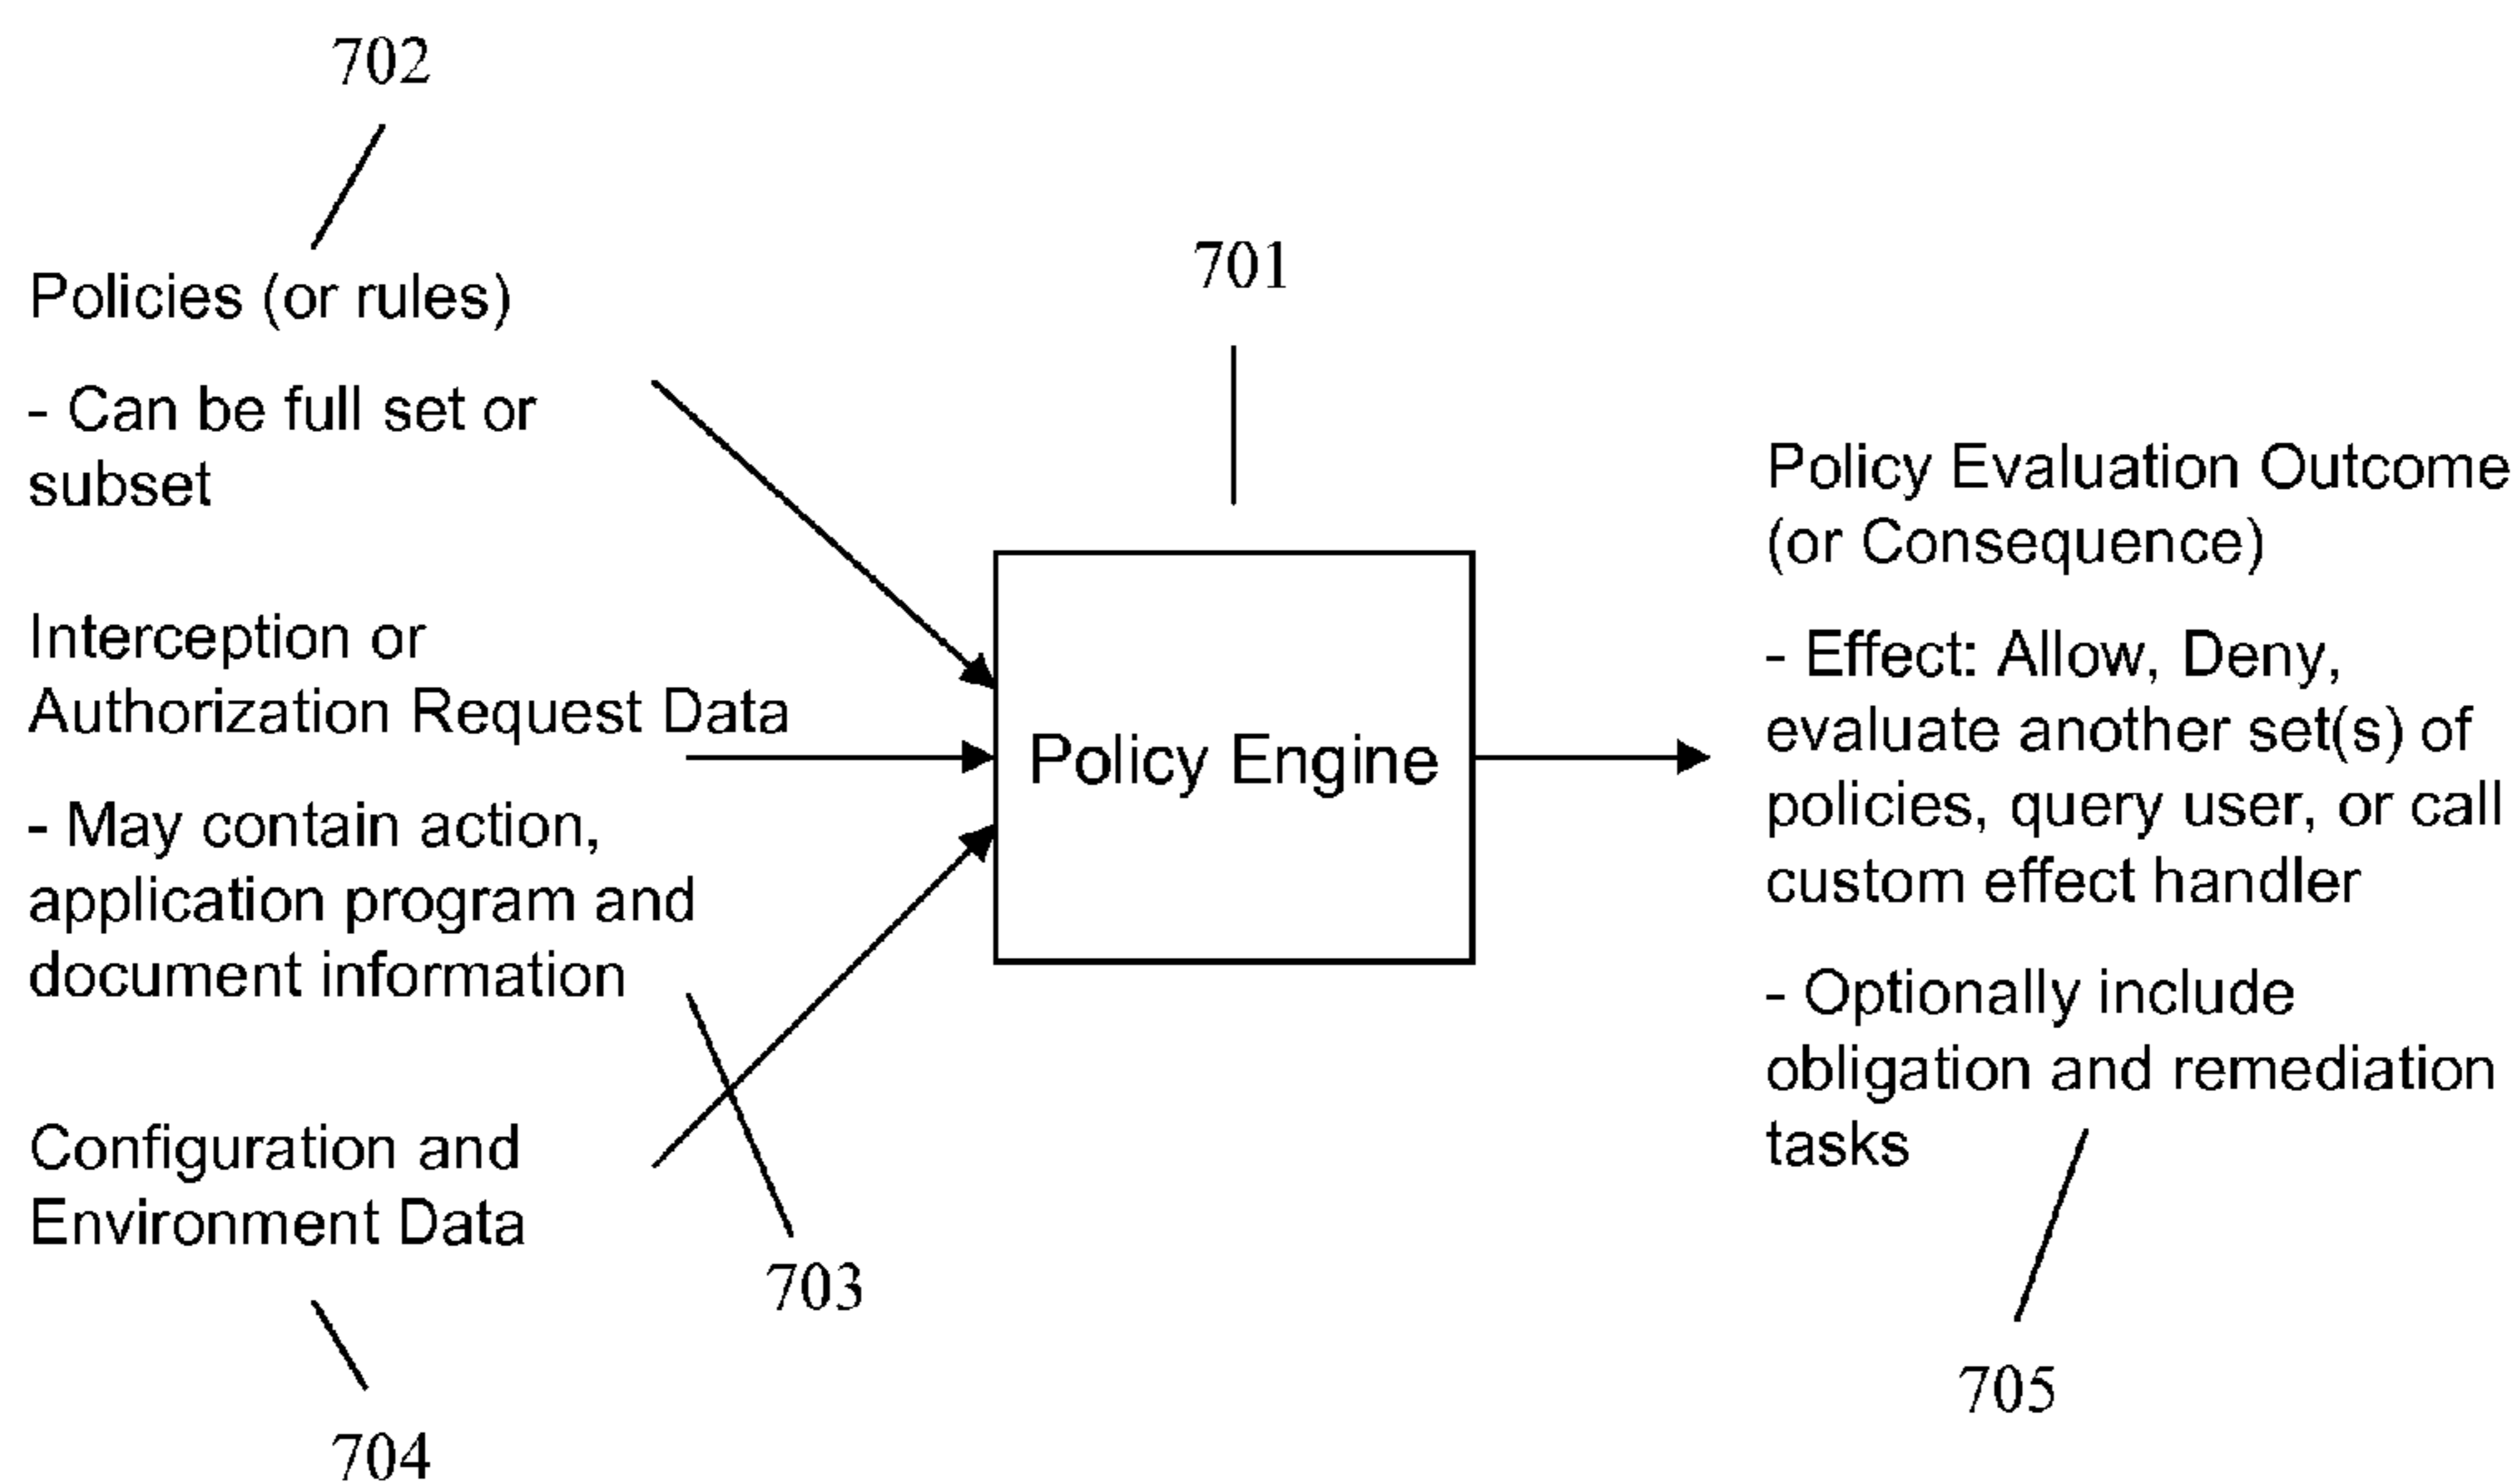 702
Policies (or rules)
- Can be full set or
subset
Interception or
Authorization Request Data
- May contain action,
application program and
document information
Configuration and
Environment Data
704
703
701
Policy Engine
Policy Evaluation Outcome
(or Consequence)
- Effect: Allow, Deny,
evaluate another set(s) of
policies, query user, or call
custom effect handler
- Optionally include
obligation and remediation
tasks
705